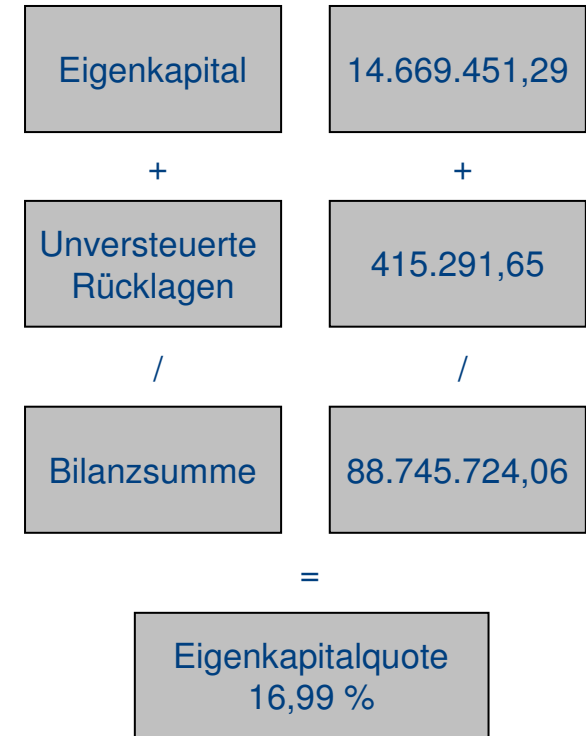 Eigenkapital 14.669.451,29
+ +
Unversteuerte
Rücklagen 415.291,65
/ /
Bilanzsumme 88.745.724,06
=
Eigenkapitalquote
16,99 %